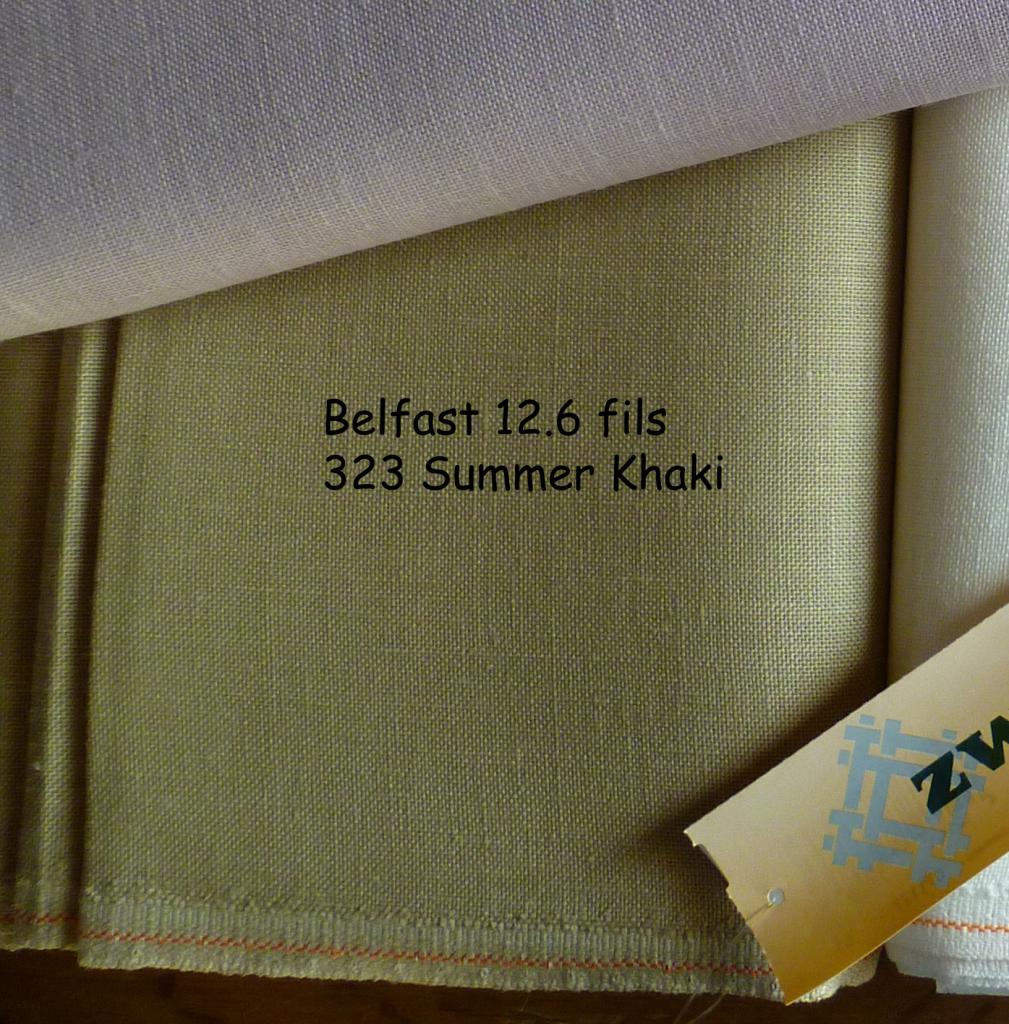 Belfast 12.6 fils
323 Summer Khaki